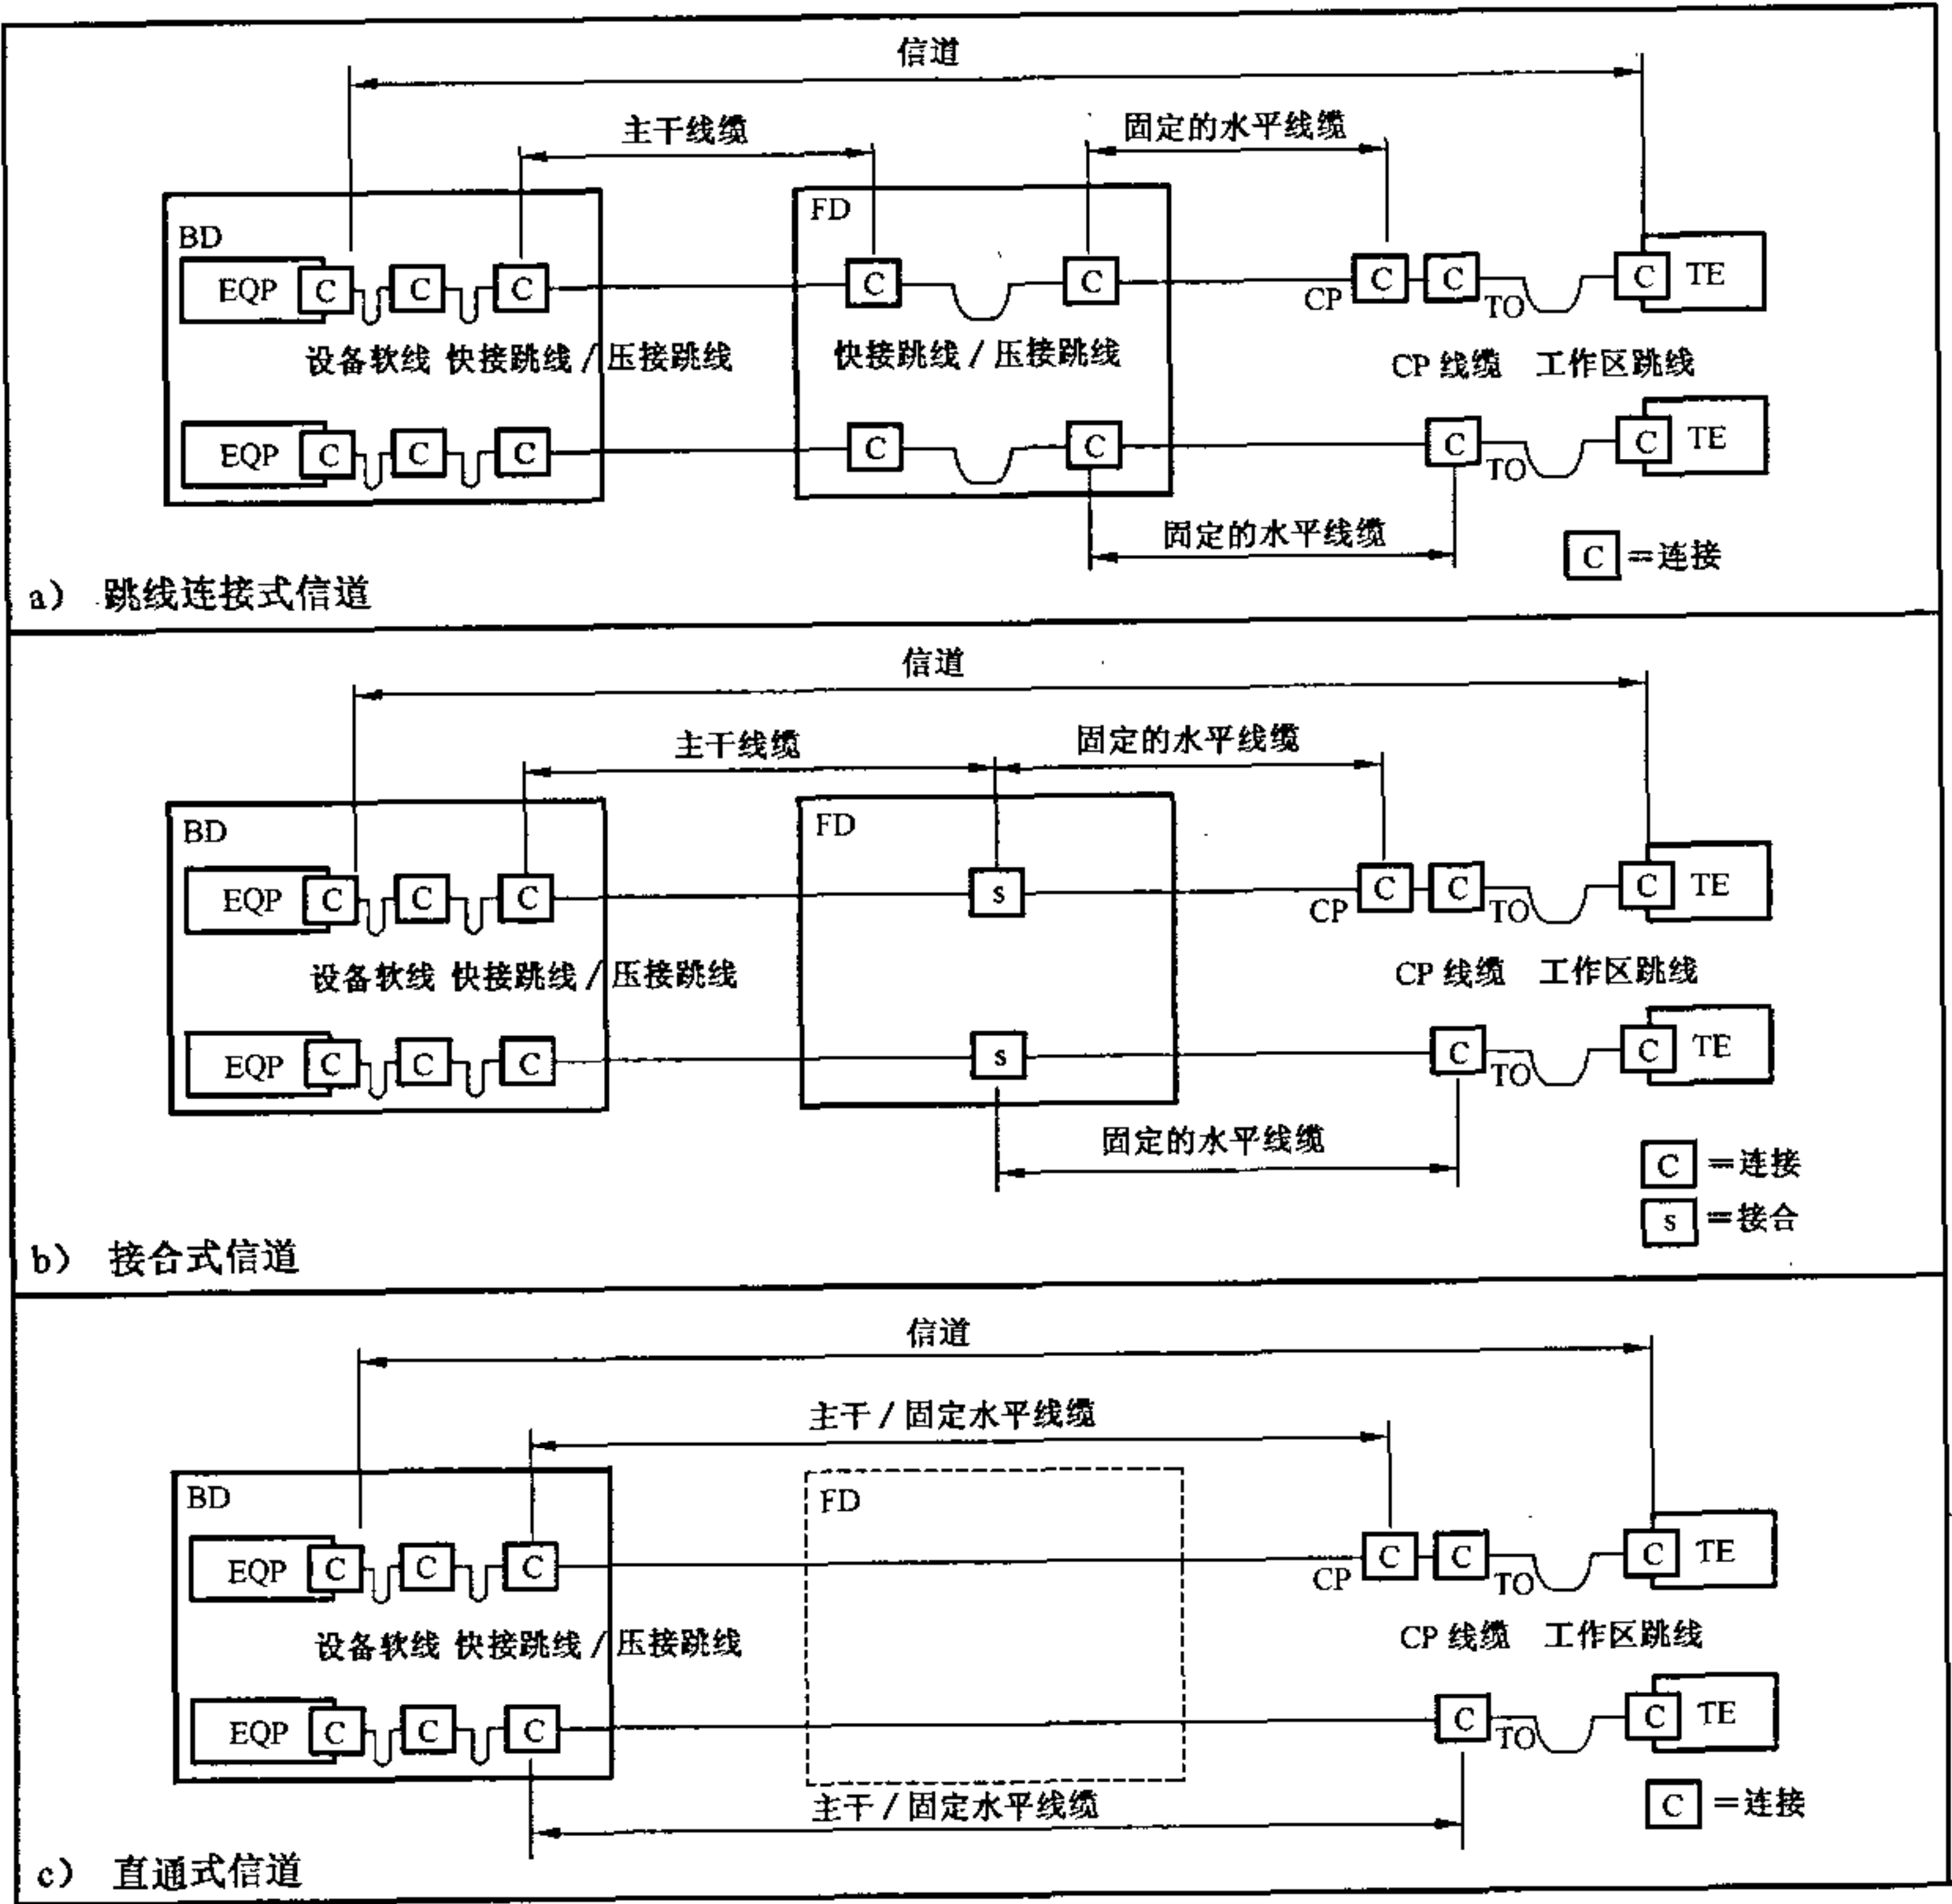 信道
主干线缆
固定的水平线缆
BD
FD
EQP C C C C C CP C C TO C TE
设备软线 快接跳线/压接跳线
快接跳线/压接跳线
CP 线缆 工作区跳线
EQP C C C C C C TO C TE
固定的水平线缆
C =连接
a) 跳线连接式信道
信道
主干线缆
固定的水平线缆
BD
FD
EQP C C C s CP C C TO C TE
设备软线 快接跳线/压接跳线
CP 线缆 工作区跳线
EQP C C C s C TO C TE
固定的水平线缆
C =连接
s =接合
b) 接合式信道
信道
主干/固定水平线缆
BD
FD
EQP C C C CP C C TO C TE
设备软线 快接跳线/压接跳线
CP 线缆 工作区跳线
EQP C C C C TO C TE
主干/固定水平线缆
C =连接
c) 直通式信道